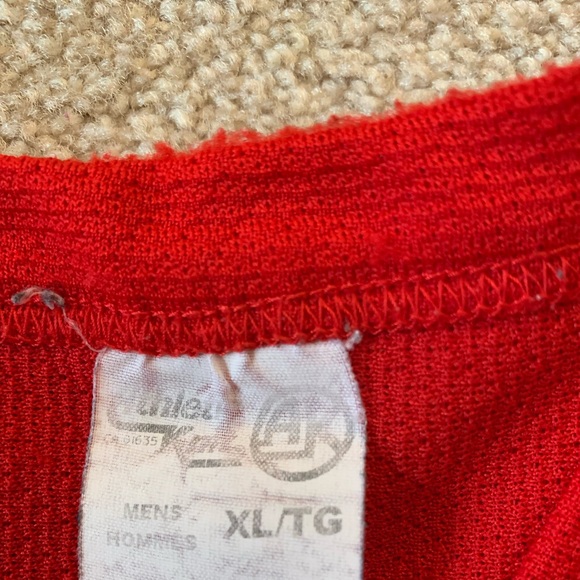 CA 01635
AK
XL/TG
MENS
HOMMES